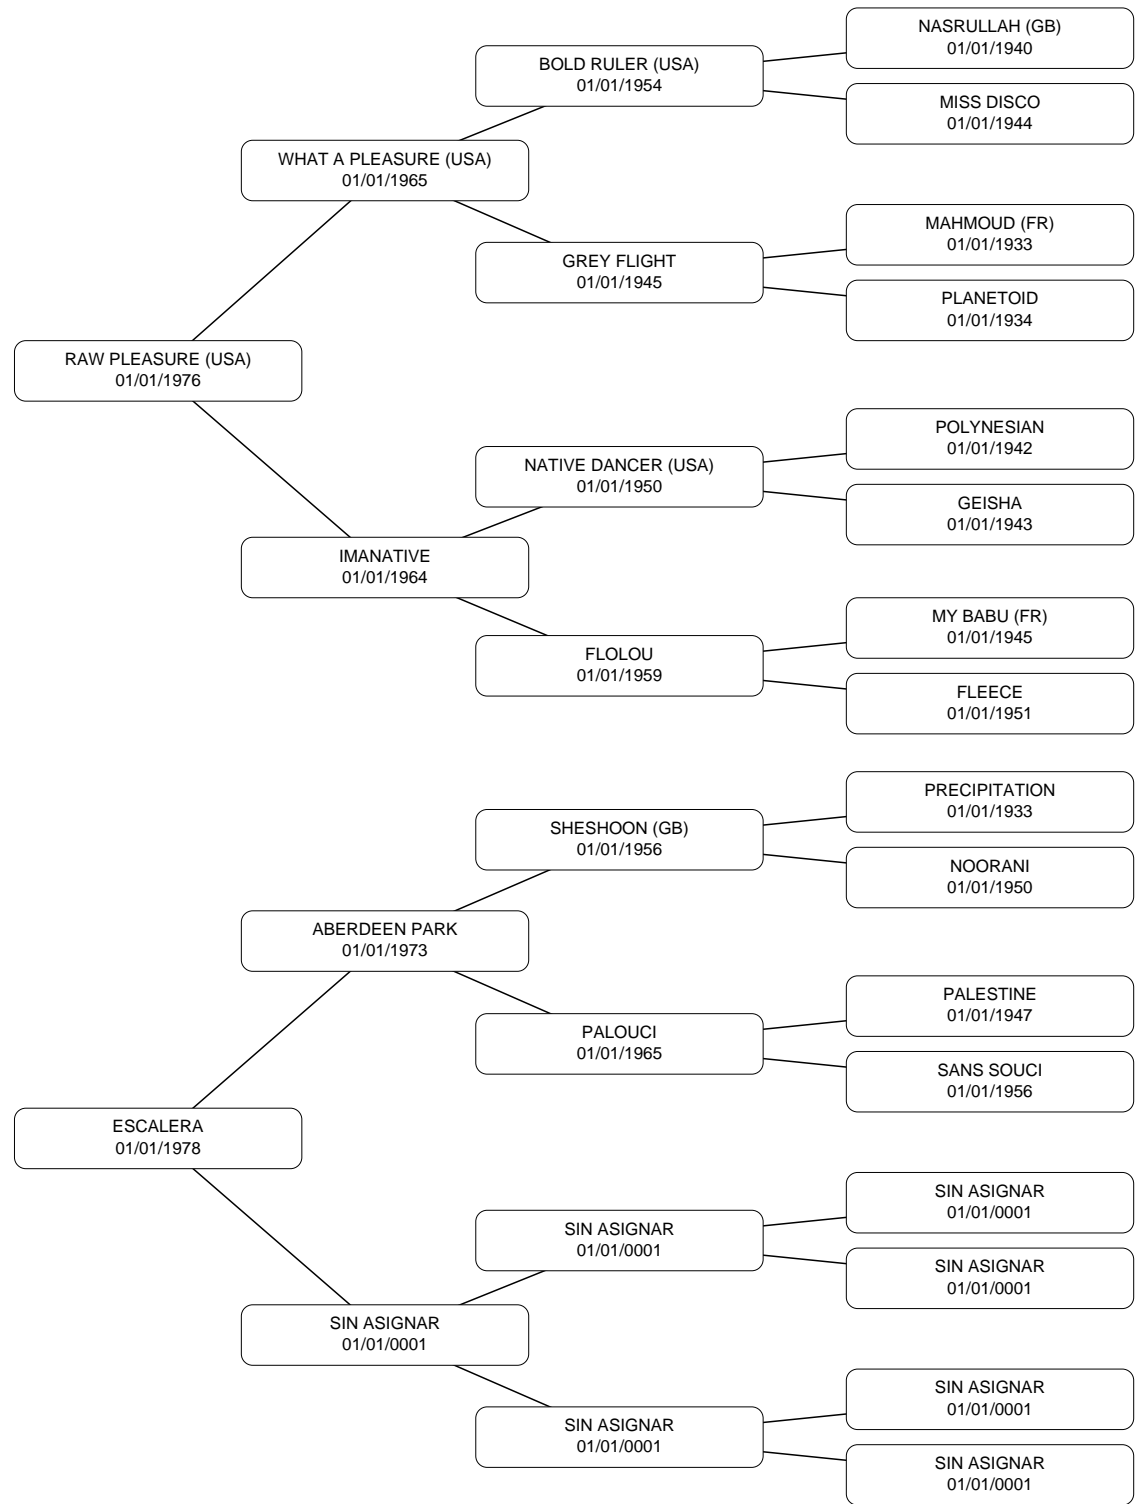 NASRULLAH (GB)
01/01/1940
BOLD RULER (USA)
01/01/1954
MISS DISCO
01/01/1944
WHAT A PLEASURE (USA)
01/01/1965
MAHMOUD (FR)
01/01/1933
GREY FLIGHT
01/01/1945
PLANETOID
01/01/1934
RAW PLEASURE (USA)
01/01/1976
POLYNESIAN
01/01/1942
NATIVE DANCER (USA)
01/01/1950
GEISHA
01/01/1943
IMANATIVE
01/01/1964
MY BABU (FR)
01/01/1945
FLOLOU
01/01/1959
FLEECE
01/01/1951
PRECIPITATION
01/01/1933
SHESHOON (GB)
01/01/1956
NOORANI
01/01/1950
ABERDEEN PARK
01/01/1973
PALESTINE
01/01/1947
PALOUCI
01/01/1965
SANS SOUCI
01/01/1956
ESCALERA
01/01/1978
SIN ASIGNAR
01/01/0001
SIN ASIGNAR
01/01/0001
SIN ASIGNAR
01/01/0001
SIN ASIGNAR
01/01/0001
SIN ASIGNAR
01/01/0001
SIN ASIGNAR
01/01/0001
SIN ASIGNAR
01/01/0001